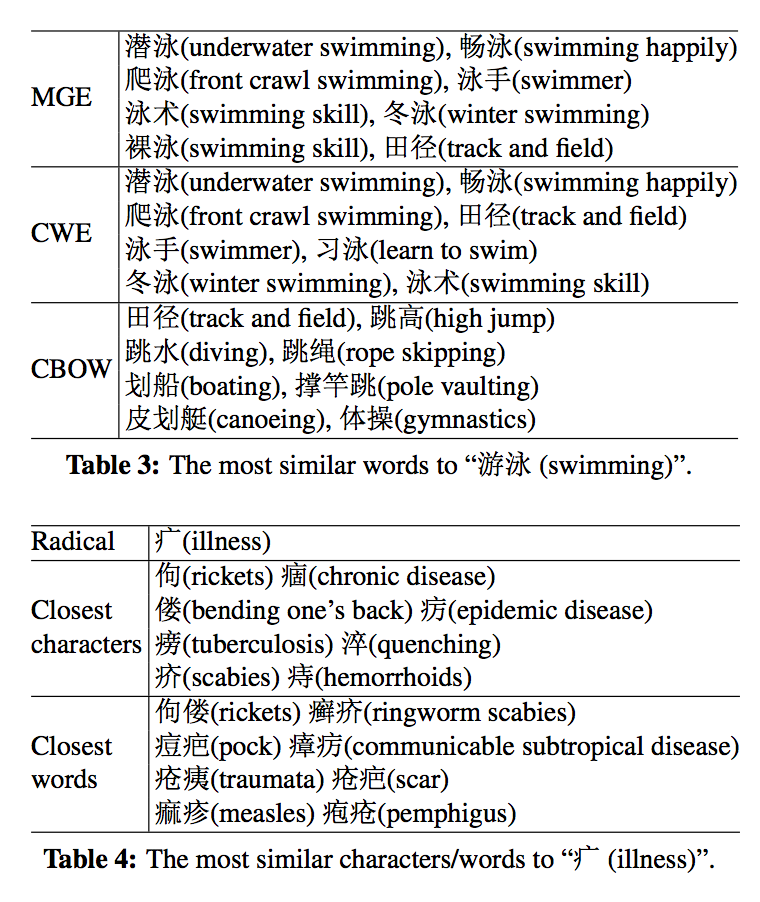 潜泳(underwater swimming), 畅泳(swimming happily)
MGE
爬泳(front crawl swimming), 泳手(swimmer)
泳术(swimming skill), 冬泳(winter swimming)
裸泳(swimming skill), 田径(track and field)
潜泳(underwater swimming), 畅泳(swimming happily)
CWE
爬泳(front crawl swimming), 田径(track and field)
泳手(swimmer), 习泳(learn to swim)
冬泳(winter swimming), 泳术(swimming skill)
田径(track and field), 跳高(high jump)
CBOW
跳水(diving), 跳绳(rope skipping)
划船(boating), 撑竿跳(pole vaulting)
皮划艇(canoeing), 体操(gymnastics)
Table 3: The most similar words to “游泳 (swimming)”.
Radical 疒(illness)
佝(rickets) 痼(chronic disease)
Closest characters
偻(bending one’s back) 疠(epidemic disease)
痨(tuberculosis) 淬(quenching)
疥(scabies) 痔(hemorrhoids)
佝偻(rickets) 癣疥(ringworm scabies)
Closest words
痘疤(pock) 瘴疠(communicable subtropical disease)
疮痍(traumata) 疮疤(scar)
痲疹(measles) 疱疮(pemphigus)
Table 4: The most similar characters/words to “疒 (illness)”.